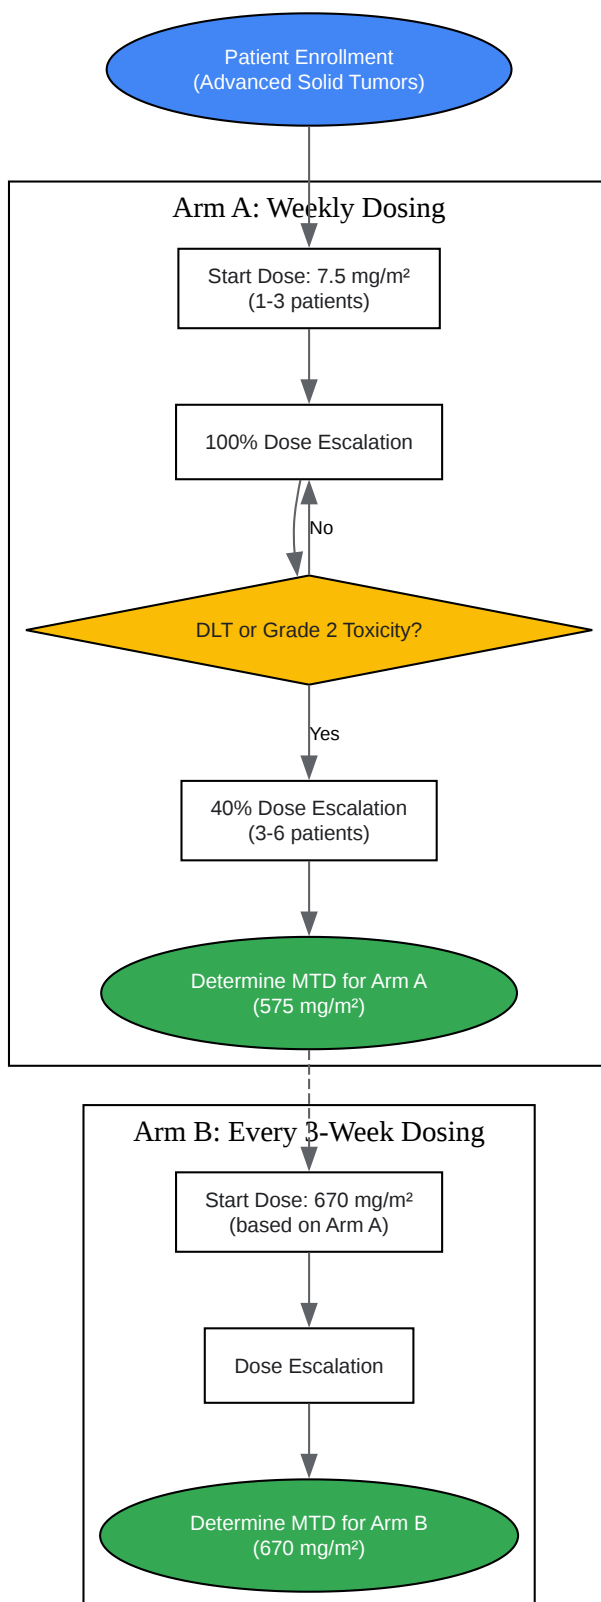 Patient Enrollment
(Advanced Solid Tumors)
Arm A: Weekly Dosing
Start Dose: 7.5 mg/m²
(1-3 patients)
100% Dose Escalation
No
DLT or Grade 2 Toxicity?
Yes
40% Dose Escalation
(3-6 patients)
Determine MTD for Arm A
(575 mg/m²)
Arm B: Every 3-Week Dosing
Start Dose: 670 mg/m²
(based on Arm A)
Dose Escalation
Determine MTD for Arm B
(670 mg/m²)